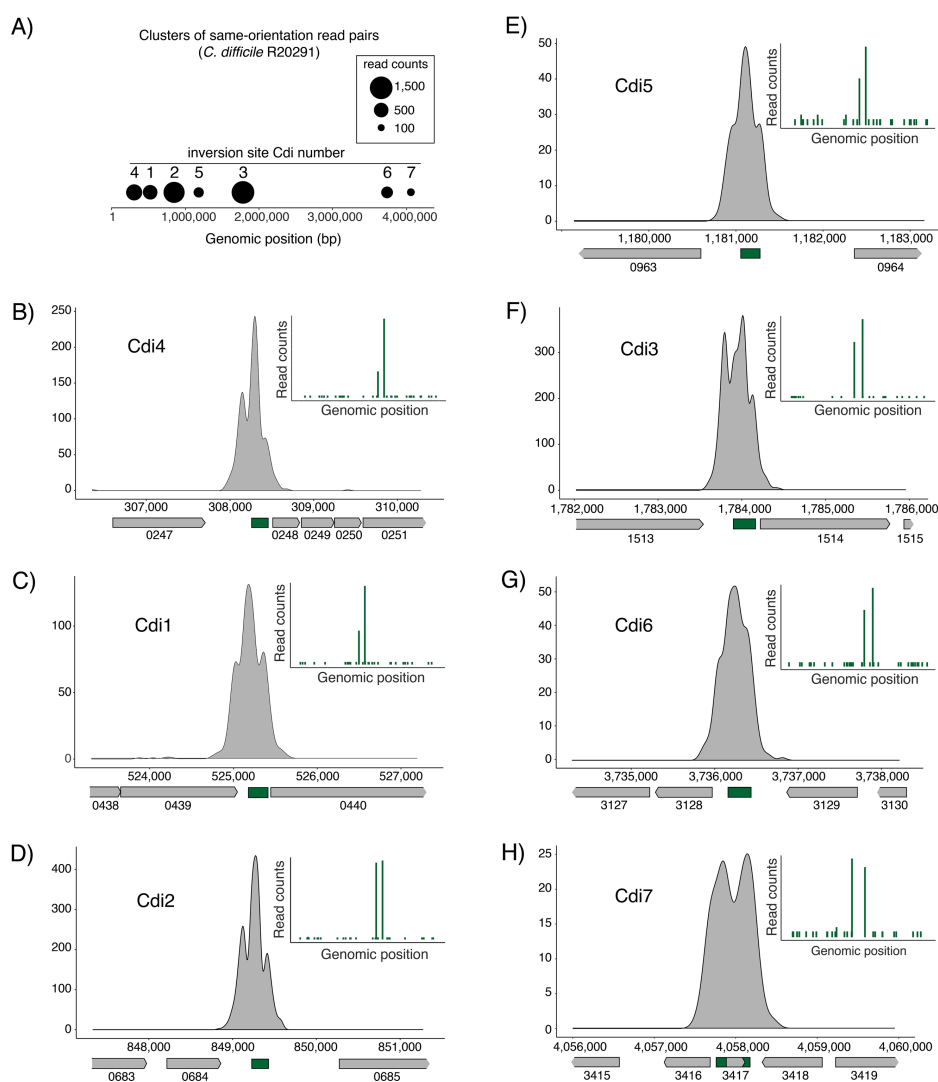 A)
Clusters of same-orientation read pairs
(C. difficile R20291)
read counts
1,500
500
100
inversion site Cdi number
4 1 2 5 3 6 7
1 1,000,000 2,000,000 3,000,000 4,000,000
Genomic position (bp)
B)
250
200
150
100
50
0
Cdi4
Read counts
Genomic position
307,000 308,000 309,000 310,000
0247 0248 0249 0250 0251
C)
100
50
0
Cdi1
Read counts
Genomic position
524,000 525,000 526,000 527,000
0438 0439 0440
D)
400
300
200
100
0
Cdi2
Read counts
Genomic position
848,000 849,000 850,000 851,000
0683 0684 0685
E)
50
40
30
20
10
0
Cdi5
Read counts
Genomic position
1,180,000 1,181,000 1,182,000 1,183,000
0963 0964
F)
300
200
100
0
Cdi3
Read counts
Genomic position
1,782,000 1,783,000 1,784,000 1,785,000 1,786,000
1513 1514 1515
G)
50
40
30
20
10
0
Cdi6
Read counts
Genomic position
3,735,000 3,736,000 3,737,000 3,738,000
3127 3128 3129 3130
H)
25
20
15
10
5
0
Cdi7
Read counts
Genomic position
4,056,000 4,057,000 4,058,000 4,059,000 4,060,000
3415 3416 3417 3418 3419